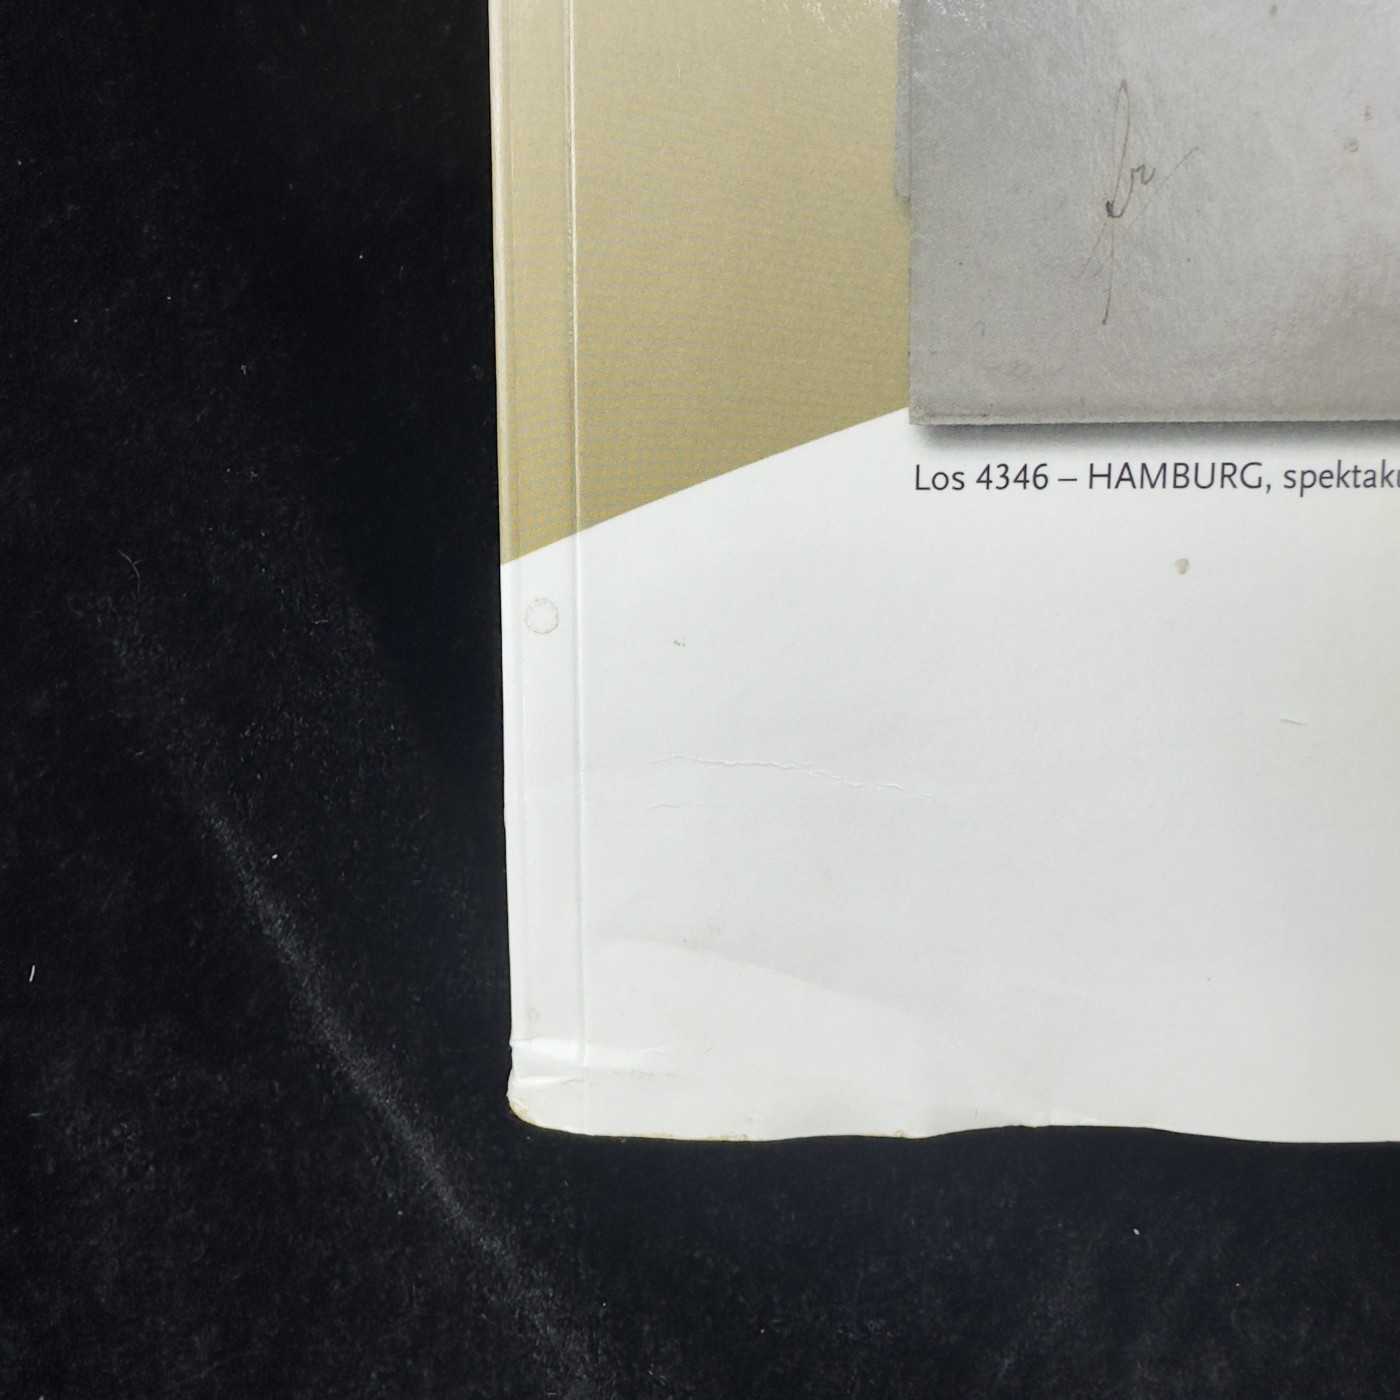 Los 4346 – HAMBURG, spektaku